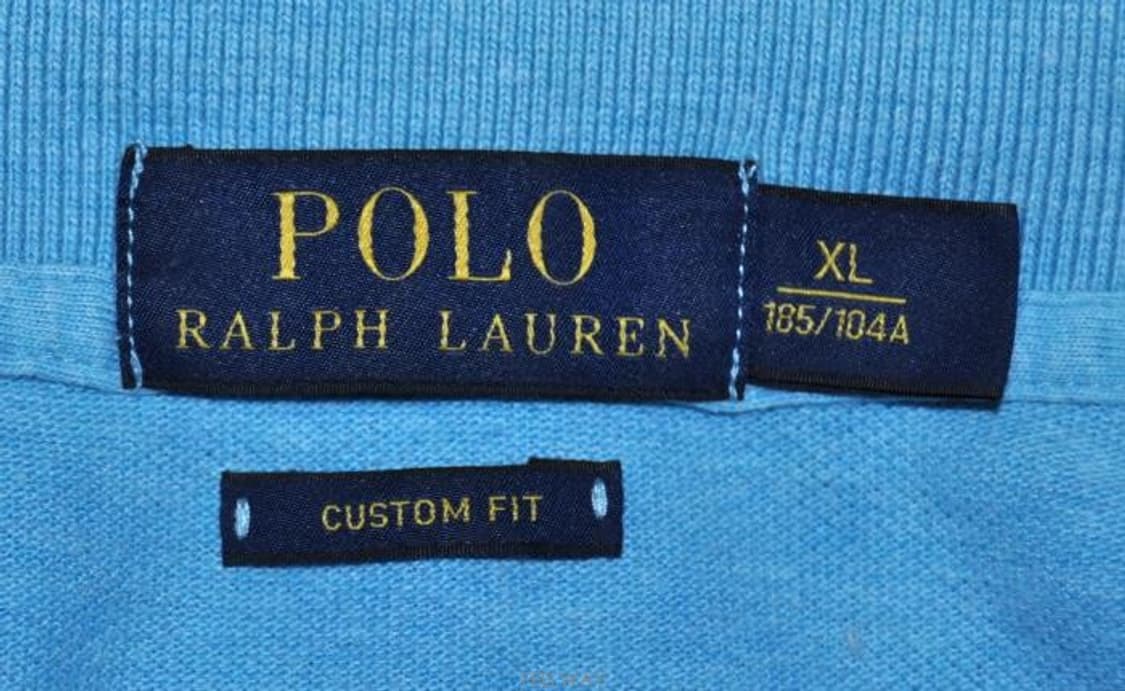 POLO
RALPH LAUREN
XL
185/104A
CUSTOM FIT